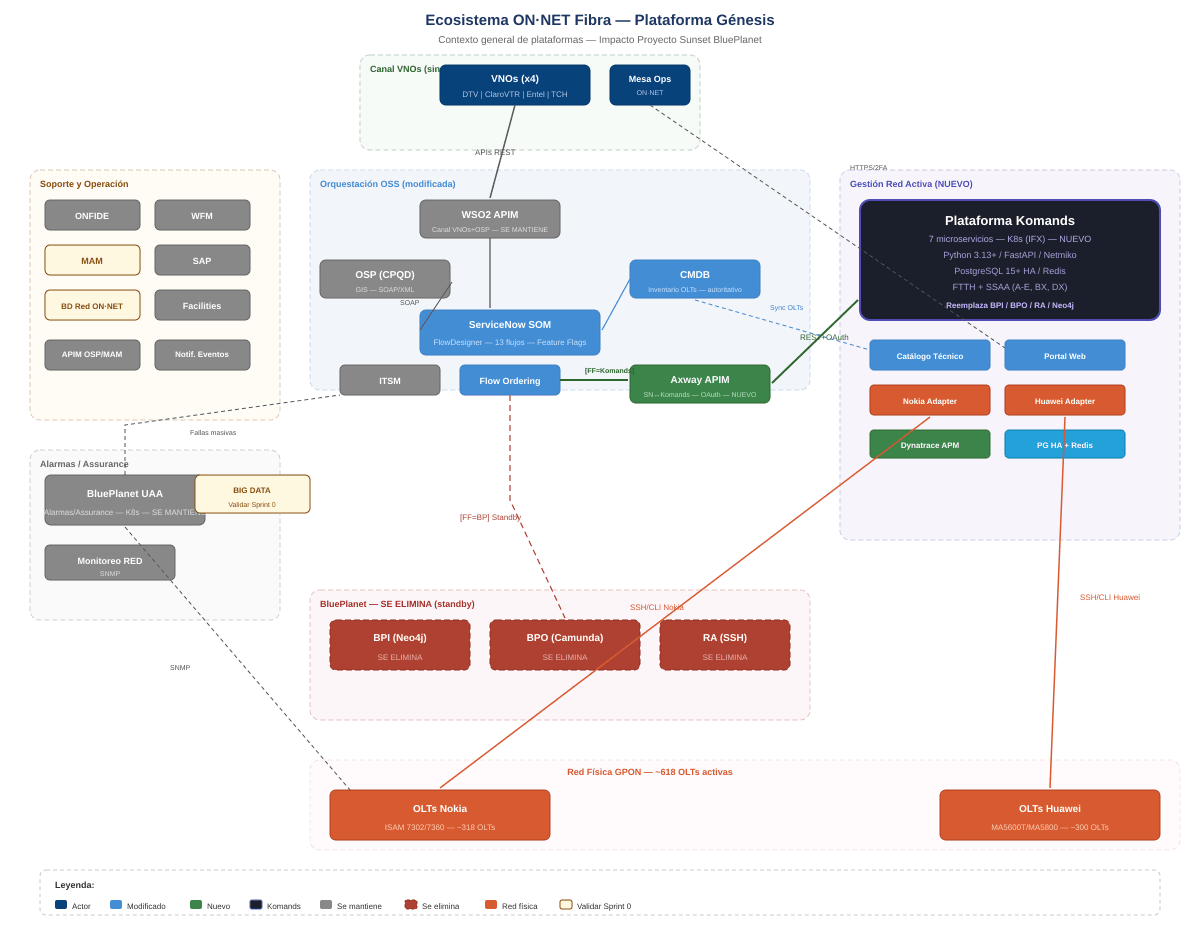 Ecosistema ON·NET Fibra — Plataforma Génesis
Contexto general de plataformas — Impacto Proyecto Sunset BluePlanet
Canal VNOs (sin
VNOs (x4)
DTV | ClaroVTR | Entel | TCH
Mesa Ops
ON·NET
APIs REST
HTTPS/2FA
Soporte y Operación
ONFIDE
WFM
MAM
SAP
BD Red ON·NET
Facilities
APIM OSP/MAM
Notif. Eventos
Orquestación OSS (modificada)
WSO2 APIM
Canal VNOs+OSP — SE MANTIENE
OSP (CPQD)
GIS — SOAP/XML
SOAP
CMDB
Inventario OLTs — autoritativo
Sync OLTs
ServiceNow SOM
FlowDesigner — 13 flujos — Feature Flags
REST+OAuth
ITSM
Flow Ordering
[FF=Komands]
Axway APIM
SN↔Komands — OAuth — NUEVO
Gestión Red Activa (NUEVO)
Plataforma Komands
7 microservicios — K8s (IFX) — NUEVO
Python 3.13+ / FastAPI / Netmiko
PostgreSQL 15+ HA / Redis
FTTH + SSAA (A-E, BX, DX)
Reemplaza BPI / BPO / RA / Neo4j
Catálogo Técnico
Portal Web
Nokia Adapter
Huawei Adapter
Dynatrace APM
PG HA + Redis
Fallas masivas
Alarmas / Assurance
BluePlanet UAA
Alarmas/Assurance — K8s — SE MANTIEN
BIG DATA
Validar Sprint 0
Monitoreo RED
SNMP
[FF=BP] Standby
SNMP
BluePlanet — SE ELIMINA (standby)
BPI (Neo4j)
SE ELIMINA
BPO (Camunda)
SE ELIMINA
RA (SSH)
SE ELIMINA
SSH/CLI Nokia
SSH/CLI Huawei
Red Física GPON — ~618 OLTs activas
OLTs Nokia
ISAM 7302/7360 — ~318 OLTs
OLTs Huawei
MA5600T/MA5800 — ~300 OLTs
Leyenda:
Actor
Modificado
Nuevo
Komands
Se mantiene
Se elimina
Red física
Validar Sprint 0